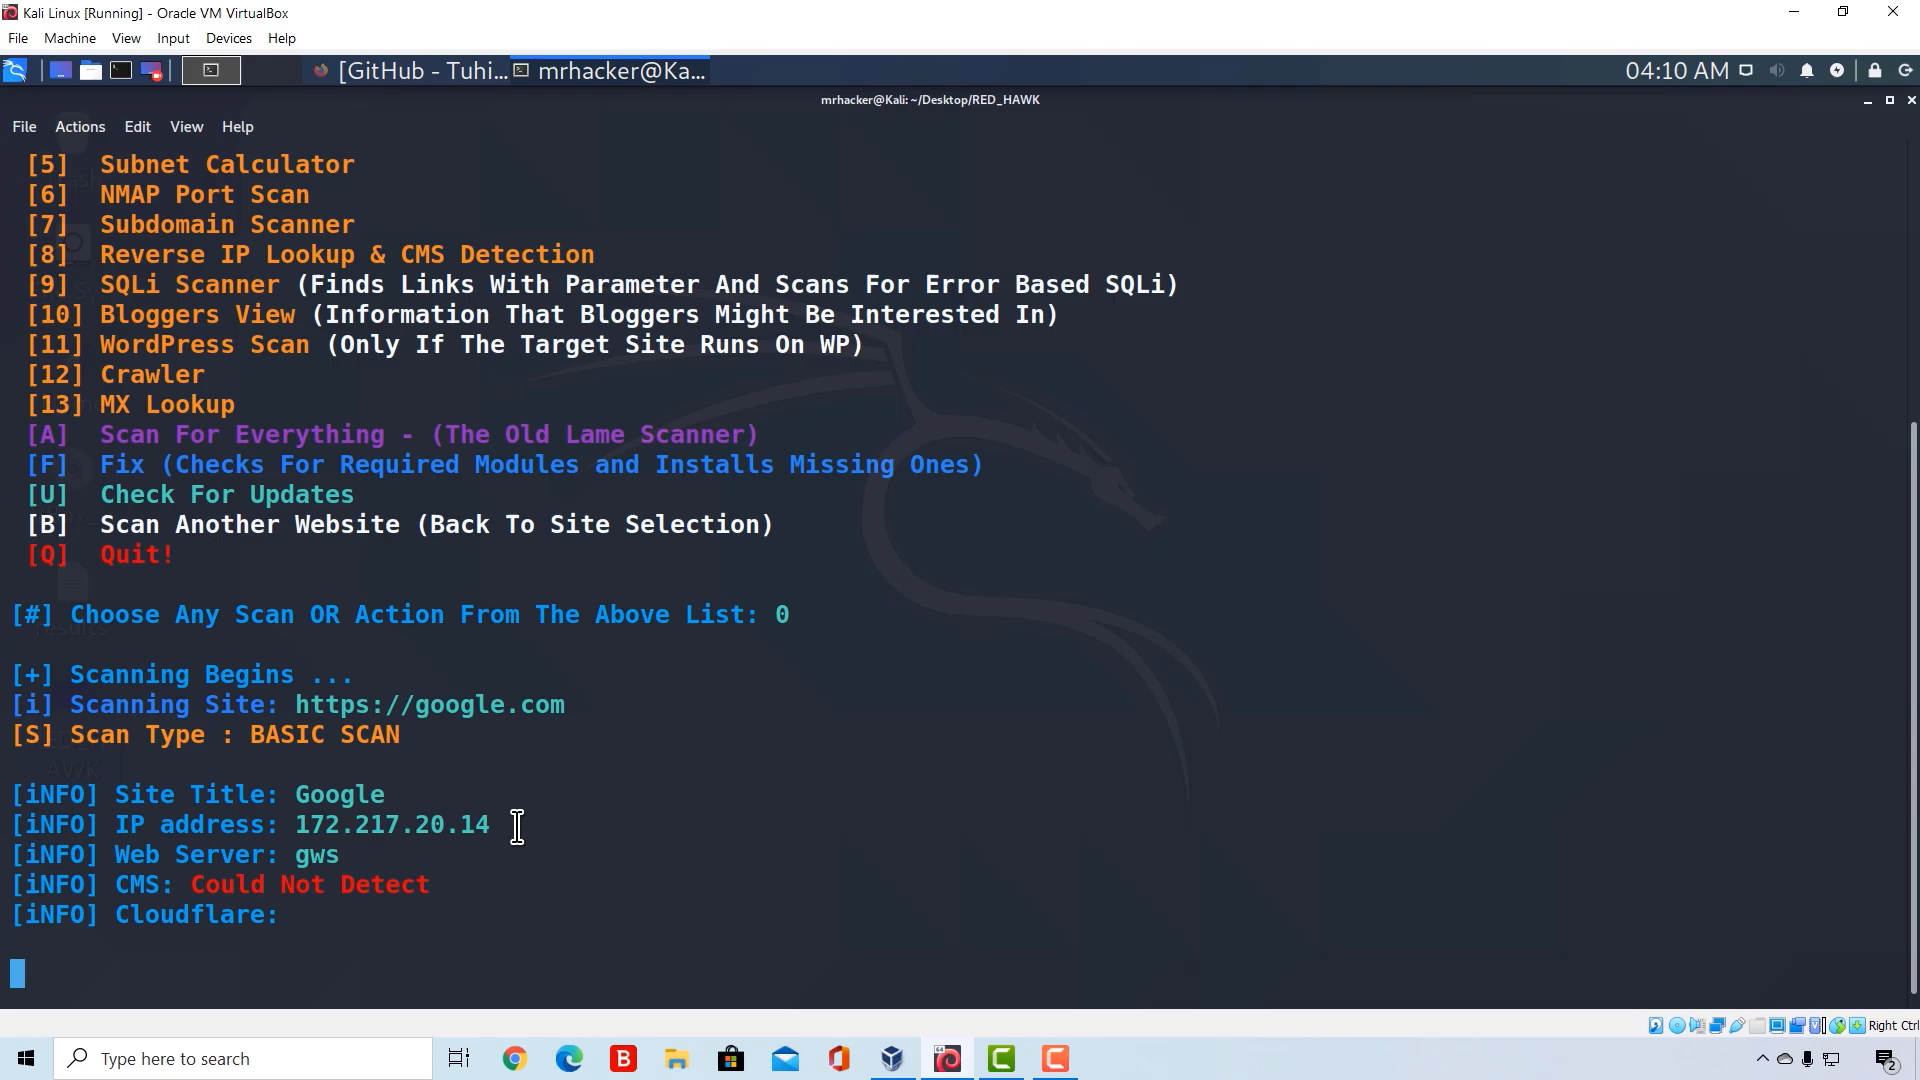 Kali Linux [Running] - Oracle VM VirtualBox
File Machine View Input Devices Help
[GitHub - Tuhi... mrhacker@Ka... 04:10 AM
mrhacker@Kali: ~/Desktop/RED_HAWK
File Actions Edit View Help
[5] Subnet Calculator
[6] NMAP Port Scan
[7] Subdomain Scanner
[8] Reverse IP Lookup & CMS Detection
[9] SQLi Scanner (Finds Links With Parameter And Scans For Error Based SQLi)
[10] Bloggers View (Information That Bloggers Might Be Interested In)
[11] WordPress Scan (Only If The Target Site Runs On WP)
[12] Crawler
[13] MX Lookup
[A] Scan For Everything - (The Old Lame Scanner)
[F] Fix (Checks For Required Modules and Installs Missing Ones)
[U] Check For Updates
[B] Scan Another Website (Back To Site Selection)
[Q] Quit!
[#] Choose Any Scan OR Action From The Above List: 0
[+] Scanning Begins ...
[i] Scanning Site: https://google.com
[S] Scan Type : BASIC SCAN
[iNFO] Site Title: Google
[iNFO] IP address: 172.217.20.14
[iNFO] Web Server: gws
[iNFO] CMS: Could Not Detect
[iNFO] Cloudflare:
Right Ctrl
Type here to search
B
2